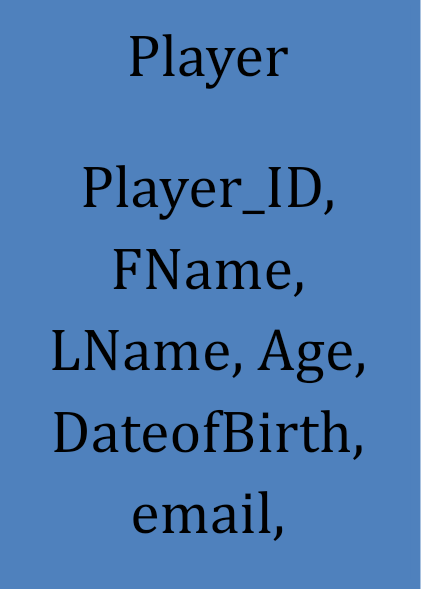 Player
Player_ID,
FName,
LName, Age,
DateofBirth,
email,